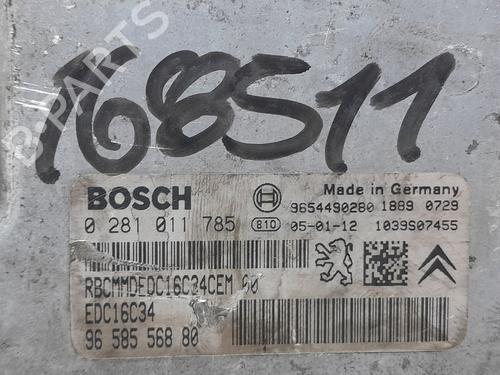 168511
B-PARTS
BOSCH
Made in Germany
9654490280 1889 0729
0 281 011 785 810 05-01-12 1039S07455
RBCMMDEDC16C34CEM 00
EDC16C34
96 585 568 80